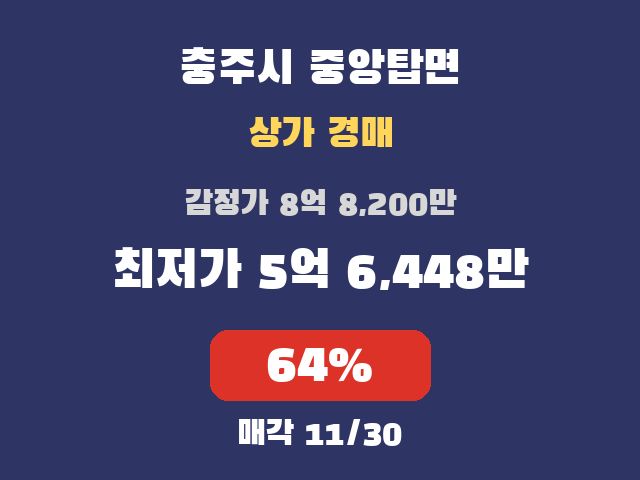 충주시 중앙탑면
상가 경매
감정가 8억 8,200만
최저가 5억 6,448만
64%
매각 11/30